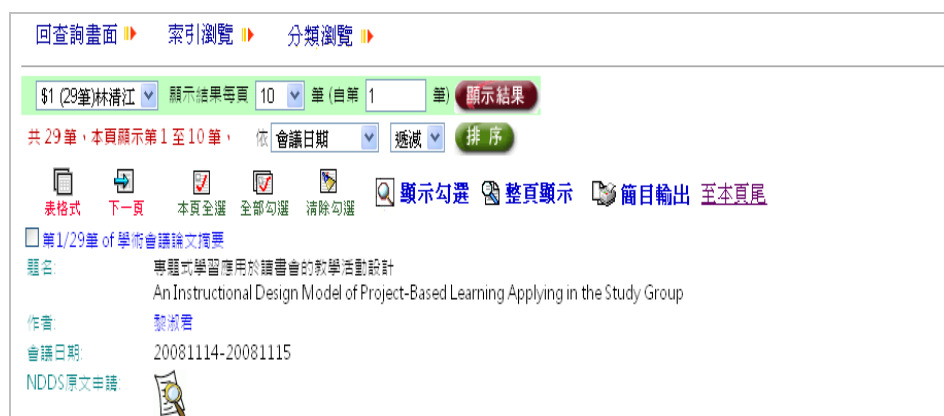 回查詢畫面 索引瀏覽 分類瀏覽
$1 (29筆)林清江 顯示結果每頁 10 筆 (自第 1 筆) 顯示結果
共 29 筆，本頁顯示第 1 至 10 筆， 依 會議日期 遞減 排 序
表格式 下一頁 本頁全選 全部勾選 清除勾選 顯示勾選 整頁顯示 簡目輸出 至本頁尾
第1/29筆 of 學術會議論文摘要
題名: 專題式學習應用於讀書會的教學活動設計
An Instructional Design Model of Project-Based Learning Applying in the Study Group
作者: 黎淑君
會議日期: 20081114-20081115
NDDS原文申請: